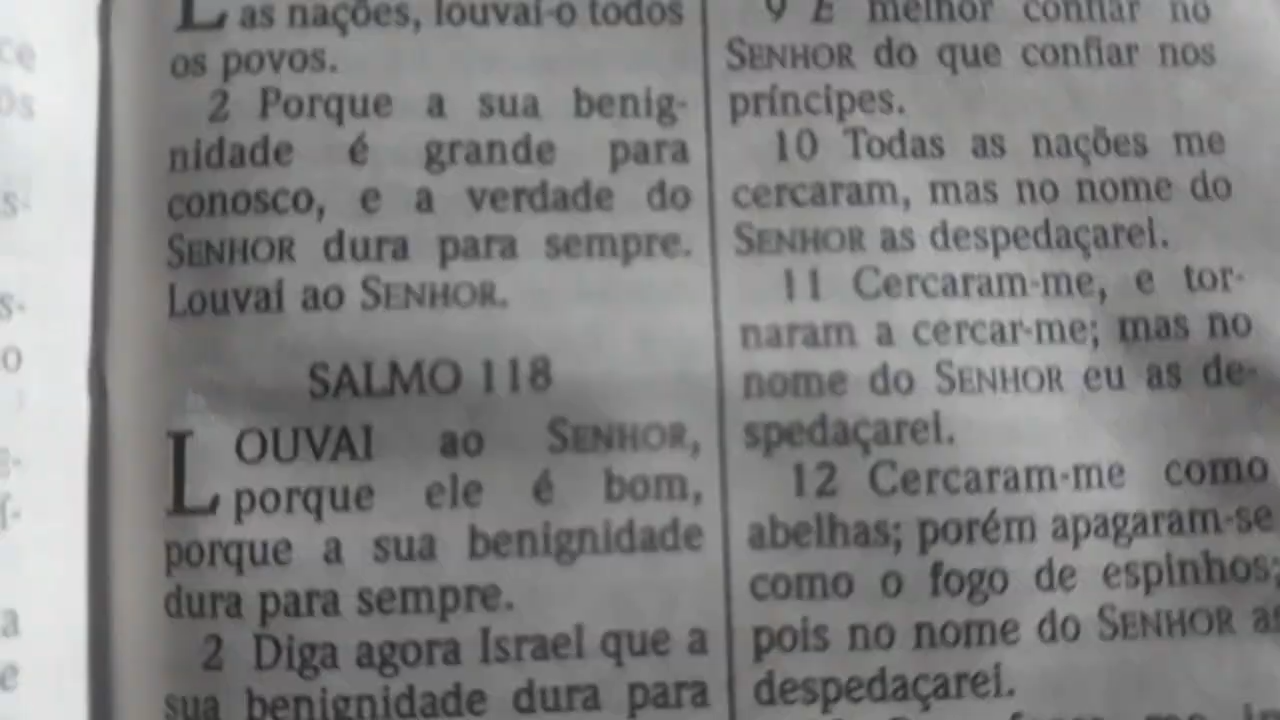 as nações, louvai-o todos
os povos.
2 Porque a sua benig-
nidade é grande para
conosco, e a verdade do
SENHOR dura para sempre.
Louvai ao SENHOR.
SALMO 118
LOUVAI ao SENHOR,
porque ele é bom,
porque a sua benignidade
dura para sempre.
2 Diga agora Israel que a
sua benignidade dura para
9 É melhor confiar no
SENHOR do que confiar nos
príncipes.
10 Todas as nações me
cercaram, mas no nome do
SENHOR as despedaçarei.
11 Cercaram-me, e tor-
naram a cercar-me; mas no
nome do SENHOR eu as de-
spedaçarei.
12 Cercaram-me como
abelhas; porém apagaram-se
como o fogo de espinhos;
pois no nome do SENHOR as
despedaçarei.